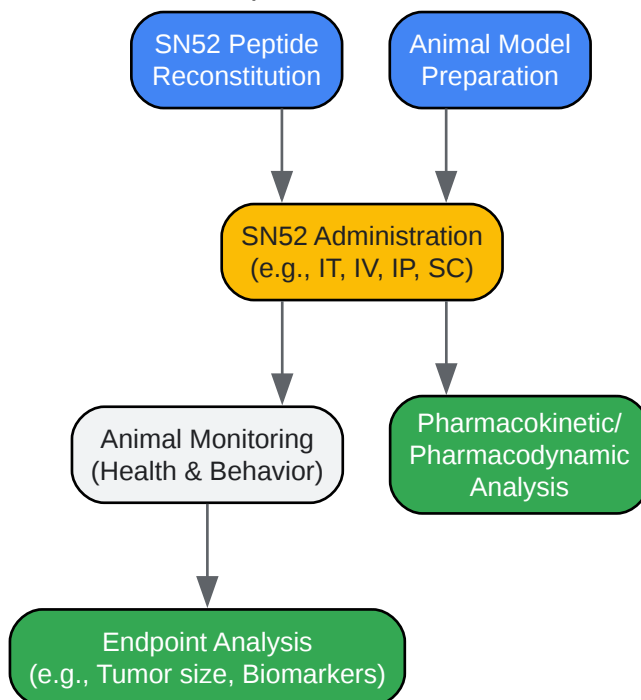 SN52 Peptide
Reconstitution
Animal Model
Preparation
SN52 Administration
(e.g., IT, IV, IP, SC)
Animal Monitoring
(Health & Behavior)
Pharmacokinetic/
Pharmacodynamic
Analysis
Endpoint Analysis
(e.g., Tumor size, Biomarkers)